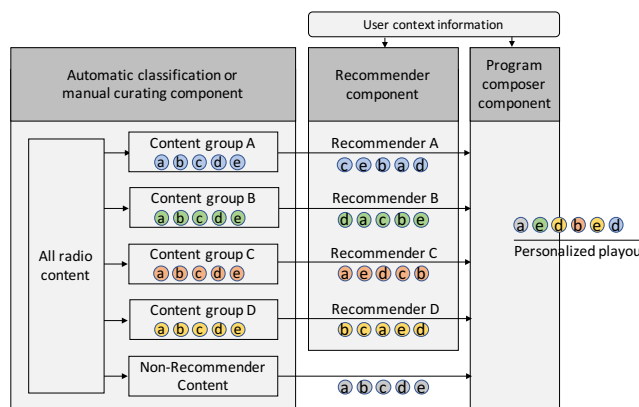 User context information
Automatic classification or
manual curating component
Recommender
component
Program
composer
component
All radio
content
Content group A
a b c d e
Recommender A
c e b a d
Content group B
a b c d e
Recommender B
d a c b e
Content group C
a b c d e
Recommender C
a e d c b
Content group D
a b c d e
Recommender D
b c a e d
Non-Recommender
Content
a b c d e
a e d b e d
Personalized playout